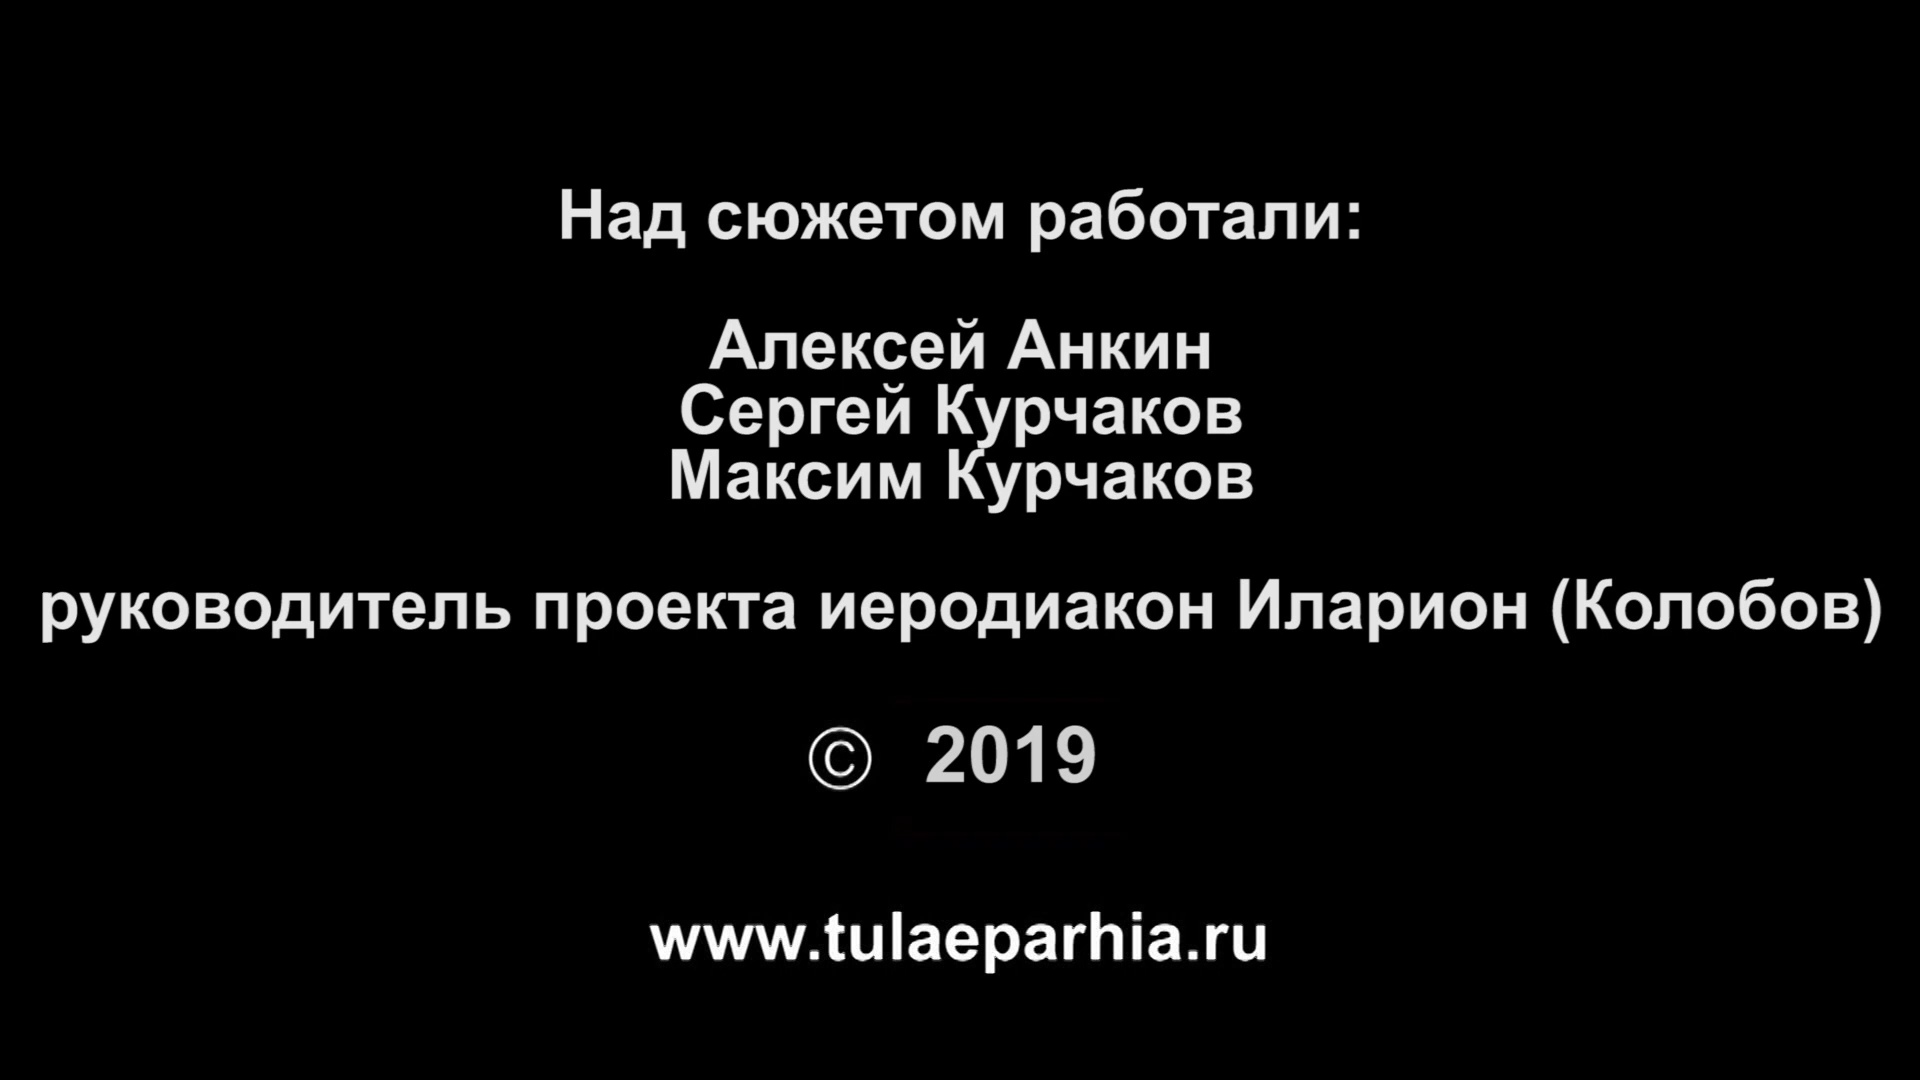 Над сюжетом работали:
Алексей Анкин
Сергей Курчаков
Максим Курчаков
руководитель проекта иеродиакон Иларион (Колобов)
© 2019
www.tulaeparhia.ru